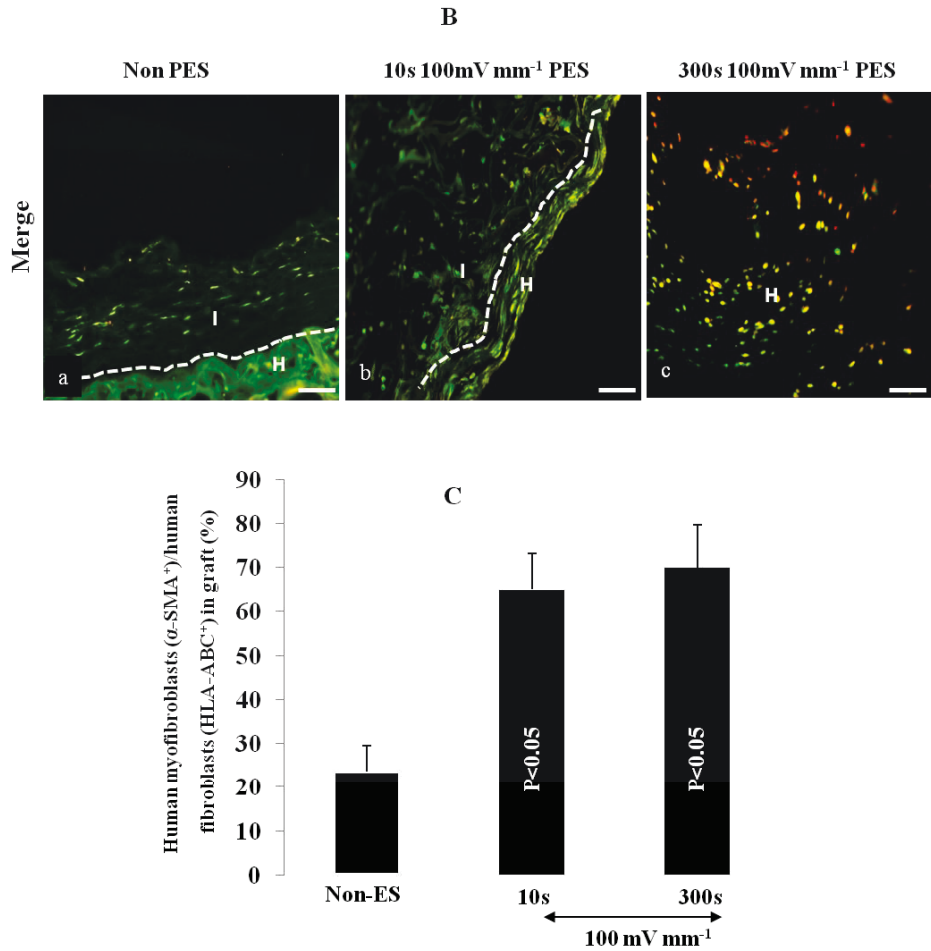 B
Non PES
10s 100mV mm⁻¹ PES
300s 100mV mm⁻¹ PES
Merge
I
H
a
I
H
b
H
c
C
Human myofibroblasts (α-SMA⁺)/human
fibroblasts (HLA-ABC⁺) in graft (%)
90
80
70
60
50
40
30
20
10
0
P<0.05
P<0.05
Non-ES
10s
300s
100 mV mm⁻¹